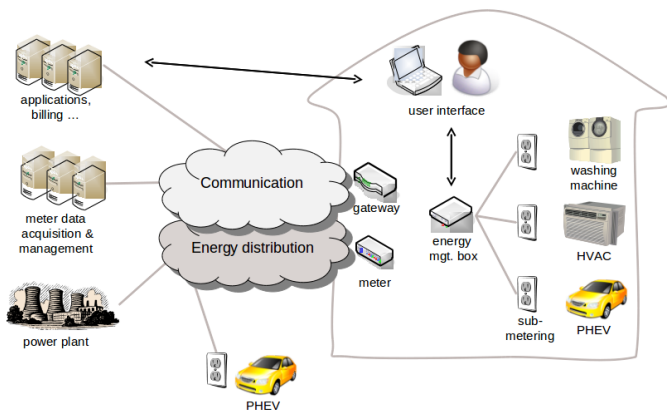 applications,
billing ...
user interface
Communication
washing
machine
meter data
acquisition &
management
gateway
Energy distribution
energy
mgt. box
HVAC
meter
power plant
sub-
metering
PHEV
PHEV